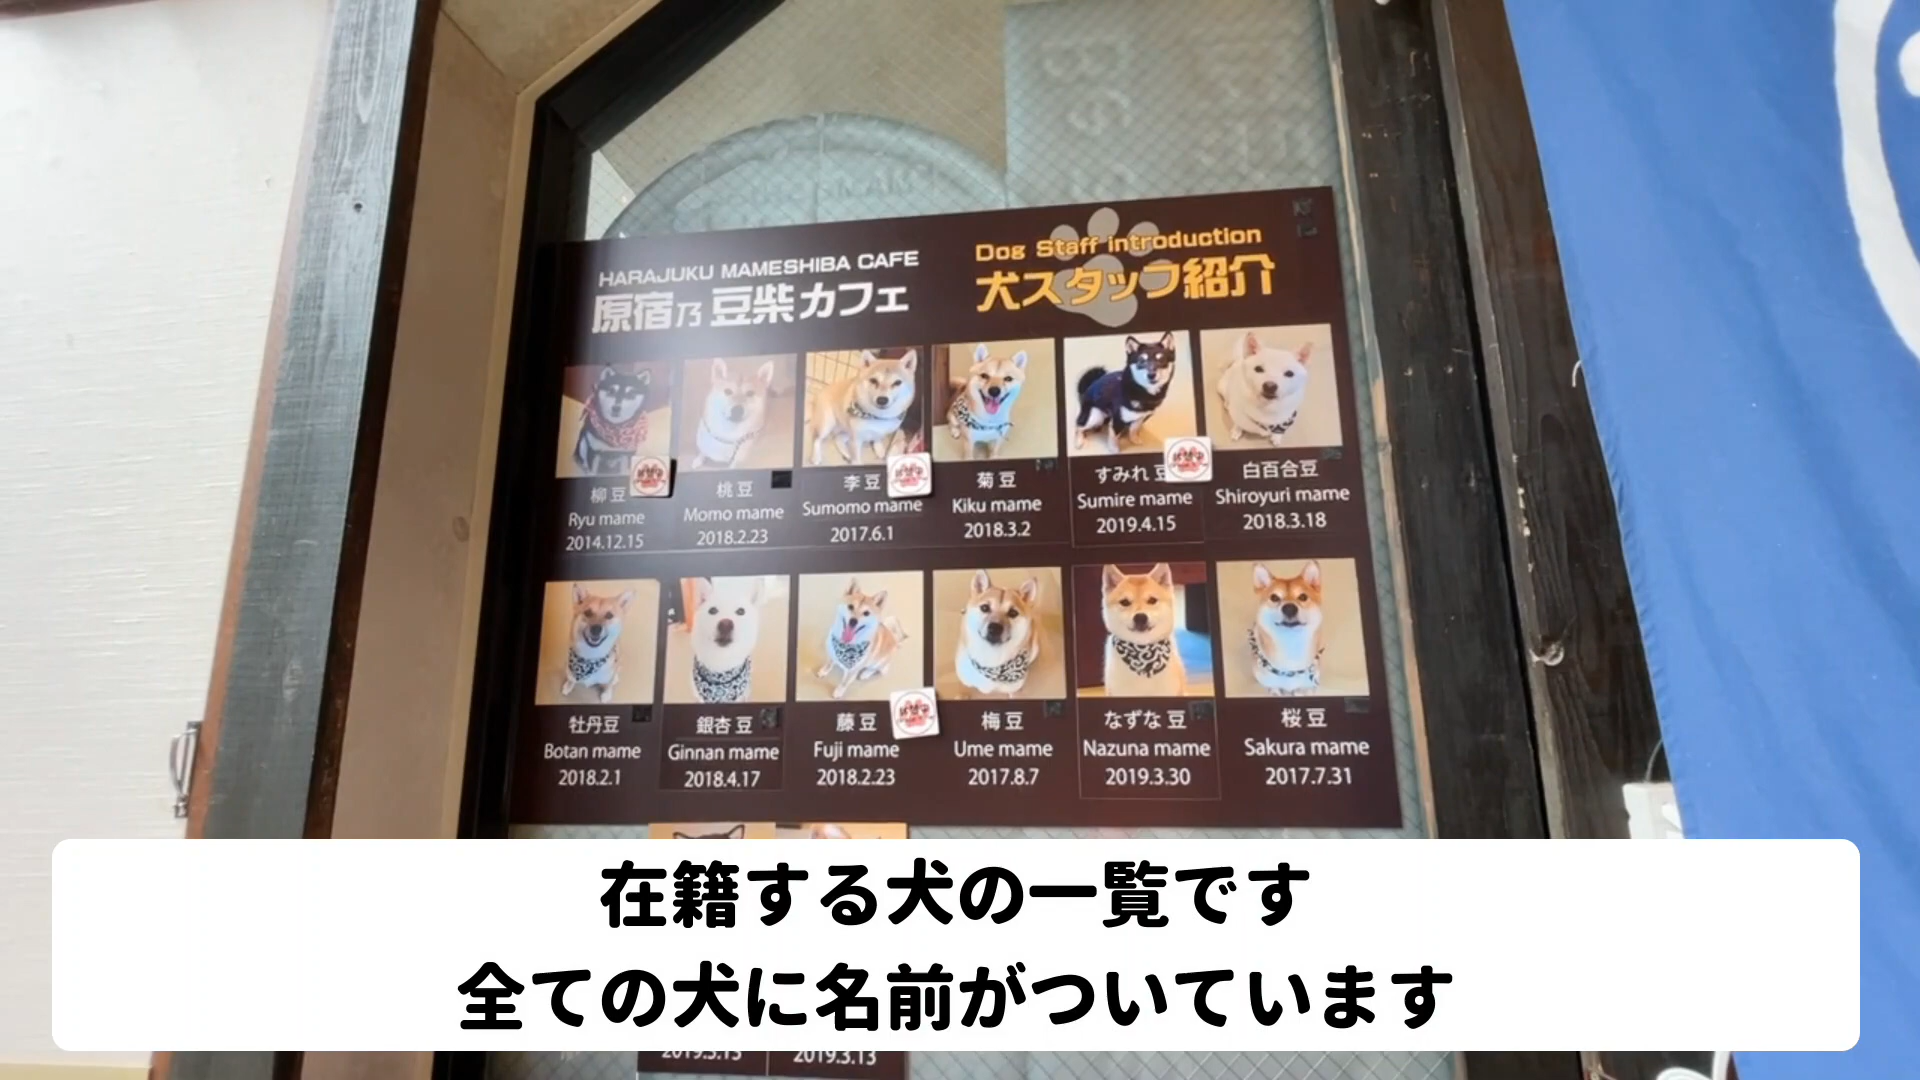 HARAJUKU MAMESHIBA CAFE
原宿乃豆柴カフェ
Dog Staff introduction
犬スタッフ紹介
柳豆
Ryu mame
2014.12.15
桃豆
Momo mame
2018.2.23
李豆
Sumomo mame
2017.6.1
菊豆
Kiku mame
2018.3.2
すみれ豆
Sumire mame
2019.4.15
白百合豆
Shiroyuri mame
2018.3.18
牡丹豆
Botan mame
2018.2.1
銀杏豆
Ginnan mame
2018.4.17
藤豆
Fuji mame
2018.2.23
梅豆
Ume mame
2017.8.7
なずな豆
Nazuna mame
2019.3.30
桜豆
Sakura mame
2017.7.31
在籍する犬の一覧です
全ての犬に名前がついています
2019.3.13